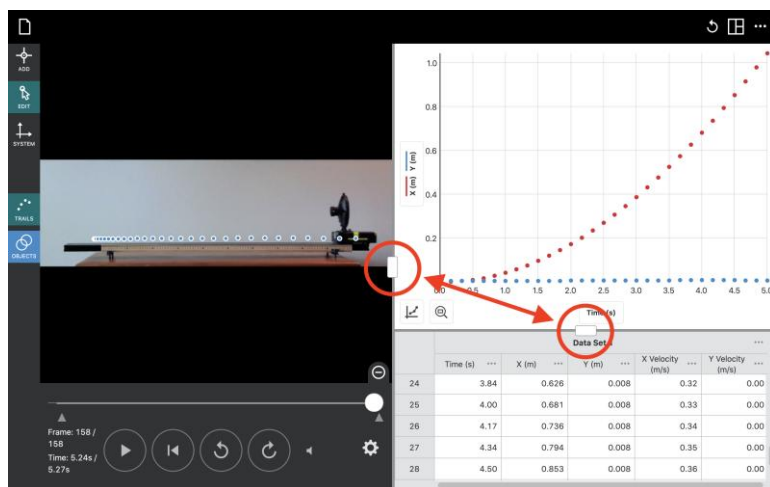 ADD
EDIT
SYSTEM
TRAILS
OBJECTS
Frame: 158 /
158
Time: 5.24s /
5.27s
X (m) Y (m)
1.0
0.8
0.6
0.4
0.2
0.0 0.5 1.0 1.5 2.0 2.5 3.0 3.5 4.0 4.5 5.0
Time (s)
Data Set
Time (s) X (m) Y (m) X Velocity (m/s) Y Velocity (m/s)
24 3.84 0.626 0.008 0.32 0.00
25 4.00 0.681 0.008 0.33 0.00
26 4.17 0.736 0.008 0.34 0.00
27 4.34 0.794 0.008 0.35 0.00
28 4.50 0.853 0.008 0.36 0.00